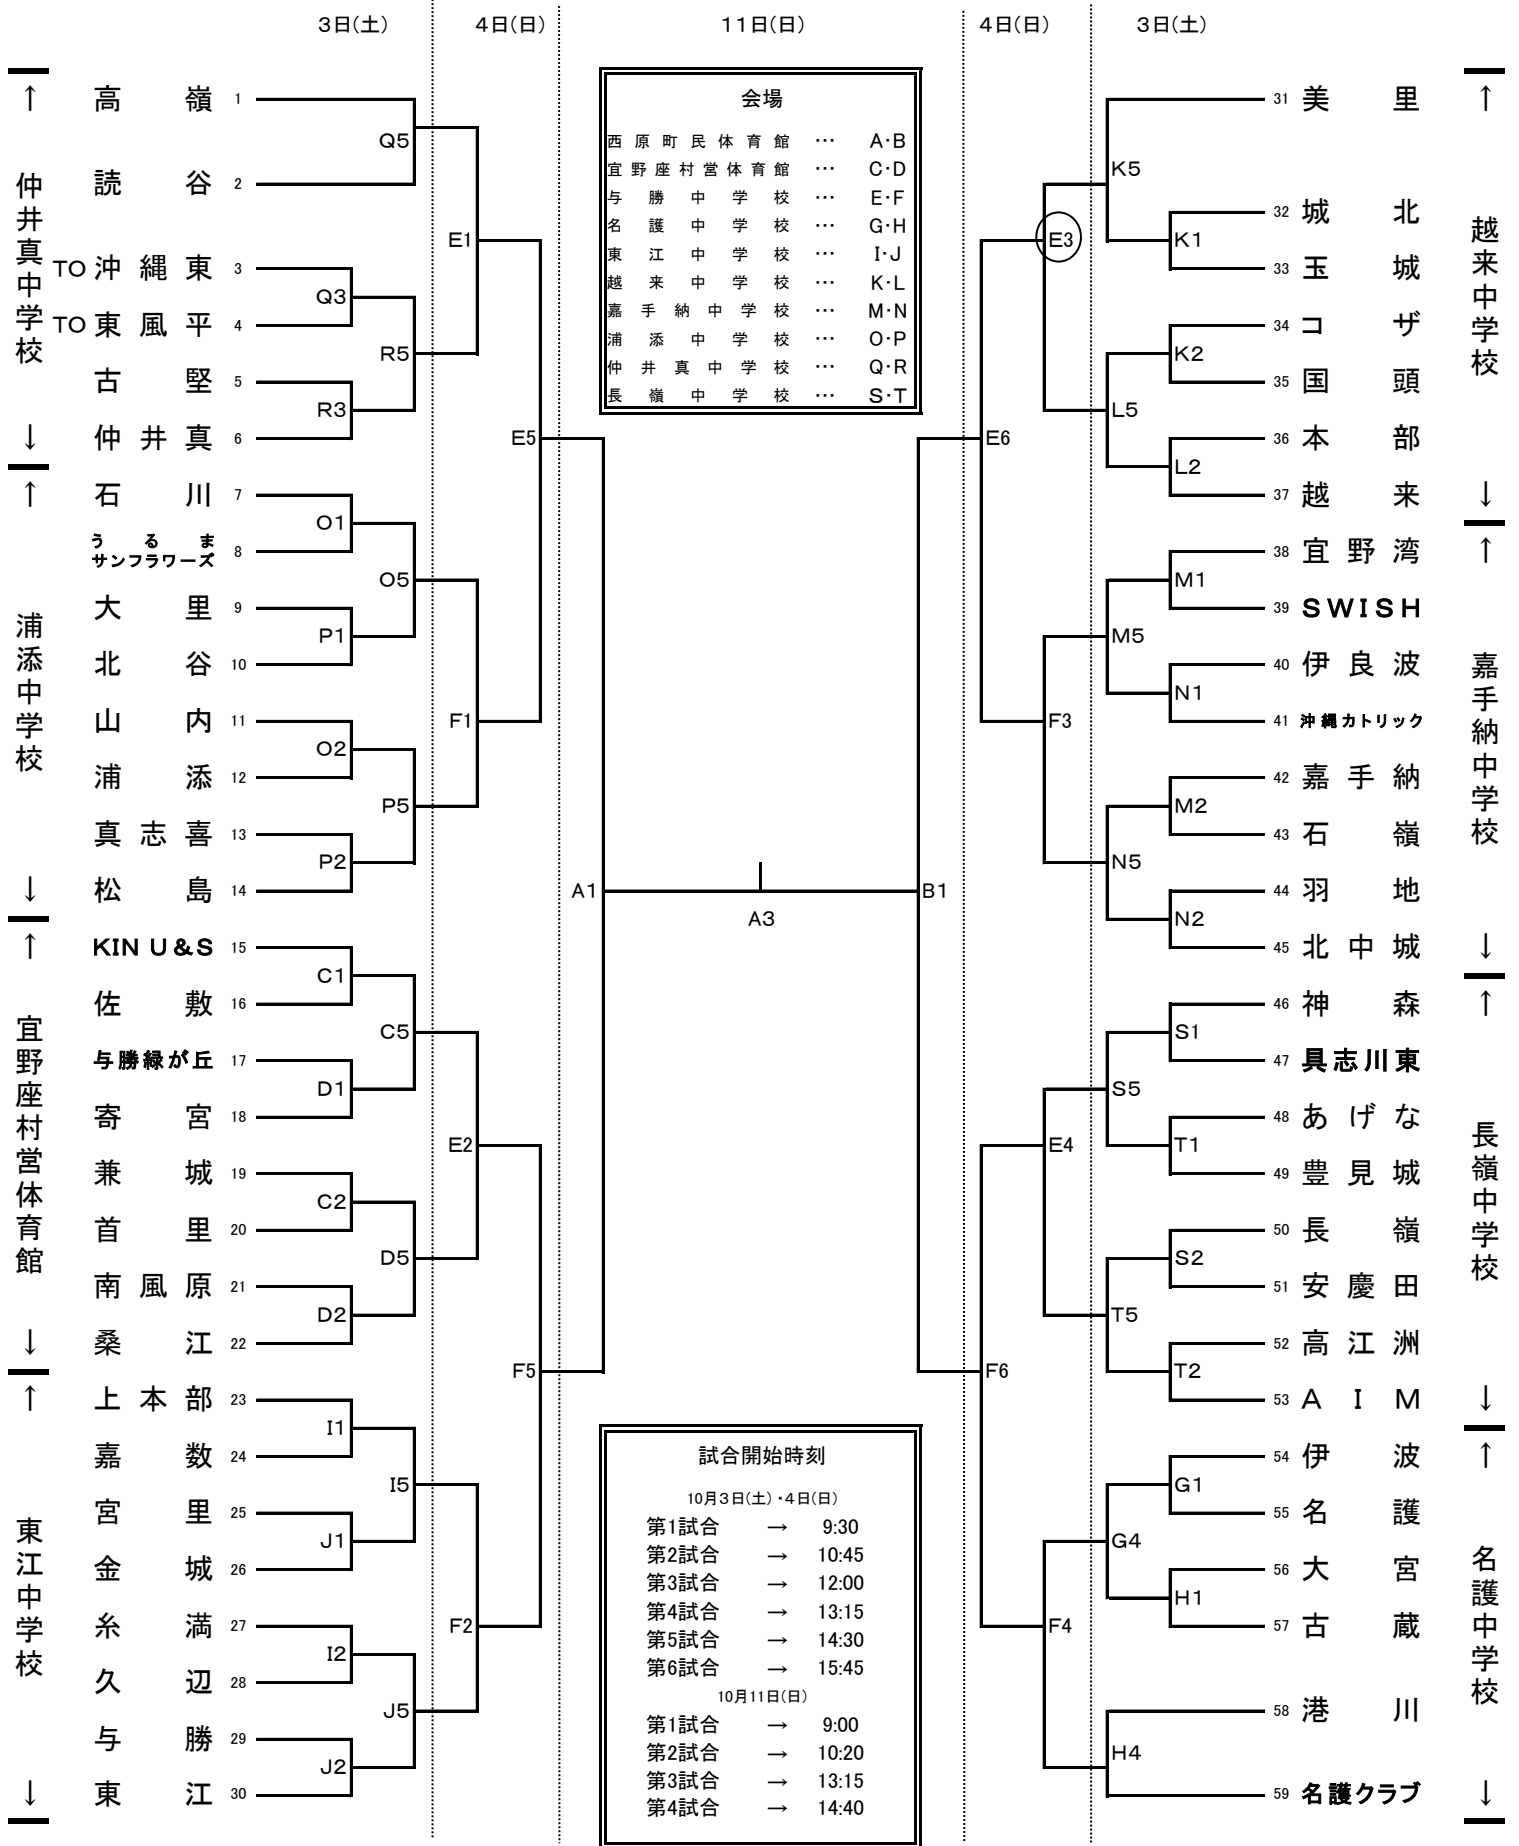 3日(土) 4日(日) 11日(日) 4日(日) 3日(土)
↑
仲井真中学校
↓
高嶺 1
読谷 2
TO 沖縄東 3
TO 東風平 4
古堅 5
仲井真 6
Q5
Q3
R5
R3
E1
↑
浦添中学校
↓
石川 7
うるま
サンフラワーズ 8
大里 9
北谷 10
山内 11
浦添 12
真志喜 13
松島 14
O1
O5
P1
O2
P5
P2
F1
E5
↑
宜野座村営体育館
↓
KIN U&S 15
佐敷 16
与勝緑が丘 17
寄宮 18
兼城 19
首里 20
南風原 21
桑江 22
C1
C5
D1
C2
D5
D2
E2
↑
東江中学校
↓
上本部 23
嘉数 24
宮里 25
金城 26
糸満 27
久辺 28
与勝 29
東江 30
I1
I5
J1
I2
J5
J2
F2
F5
会場
西原町民体育館 … A・B
宜野座村営体育館 … C・D
与勝中学校 … E・F
名護中学校 … G・H
東江中学校 … I・J
越来中学校 … K・L
嘉手納中学校 … M・N
浦添中学校 … O・P
仲井真中学校 … Q・R
長嶺中学校 … S・T
A1
A3
B1
試合開始時刻
10月3日(土)・4日(日)
第1試合 → 9:30
第2試合 → 10:45
第3試合 → 12:00
第4試合 → 13:15
第5試合 → 14:30
第6試合 → 15:45
10月11日(日)
第1試合 → 9:00
第2試合 → 10:20
第3試合 → 13:15
第4試合 → 14:40
↑
越来中学校
↓
31 美里
32 城北
33 玉城
34 コザ
35 国頭
36 本部
37 越来
K5
K1
K2
L5
L2
E3
E6
↑
嘉手納中学校
↓
38 宜野湾
39 SWISH
40 伊良波
41 沖縄カトリック
42 嘉手納
43 石嶺
44 羽地
45 北中城
M1
M5
N1
M2
N5
N2
F3
↑
長嶺中学校
↓
46 神森
47 具志川東
48 あげな
49 豊見城
50 長嶺
51 安慶田
52 高江洲
53 AIM
S1
S5
T1
S2
T5
T2
E4
F6
↑
名護中学校
↓
54 伊波
55 名護
56 大宮
57 古蔵
58 港川
59 名護クラブ
G1
G4
H1
H4
F4